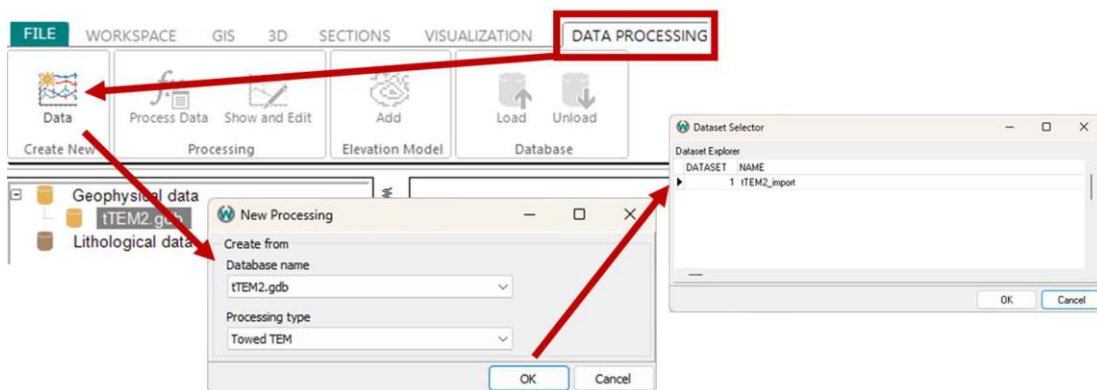 FILE WORKSPACE GIS 3D SECTIONS VISUALIZATION DATA PROCESSING
Data Process Data Show and Edit Add Load Unload
Create New Processing Elevation Model Database
Geophysical data
tTEM2.gdb
Lithological data
New Processing
Create from
Database name
tTEM2.gdb
Processing type
Towed TEM
OK Cancel
Dataset Selector
Dataset Explorer
DATASET NAME
1 tTEM2_import
OK Cancel